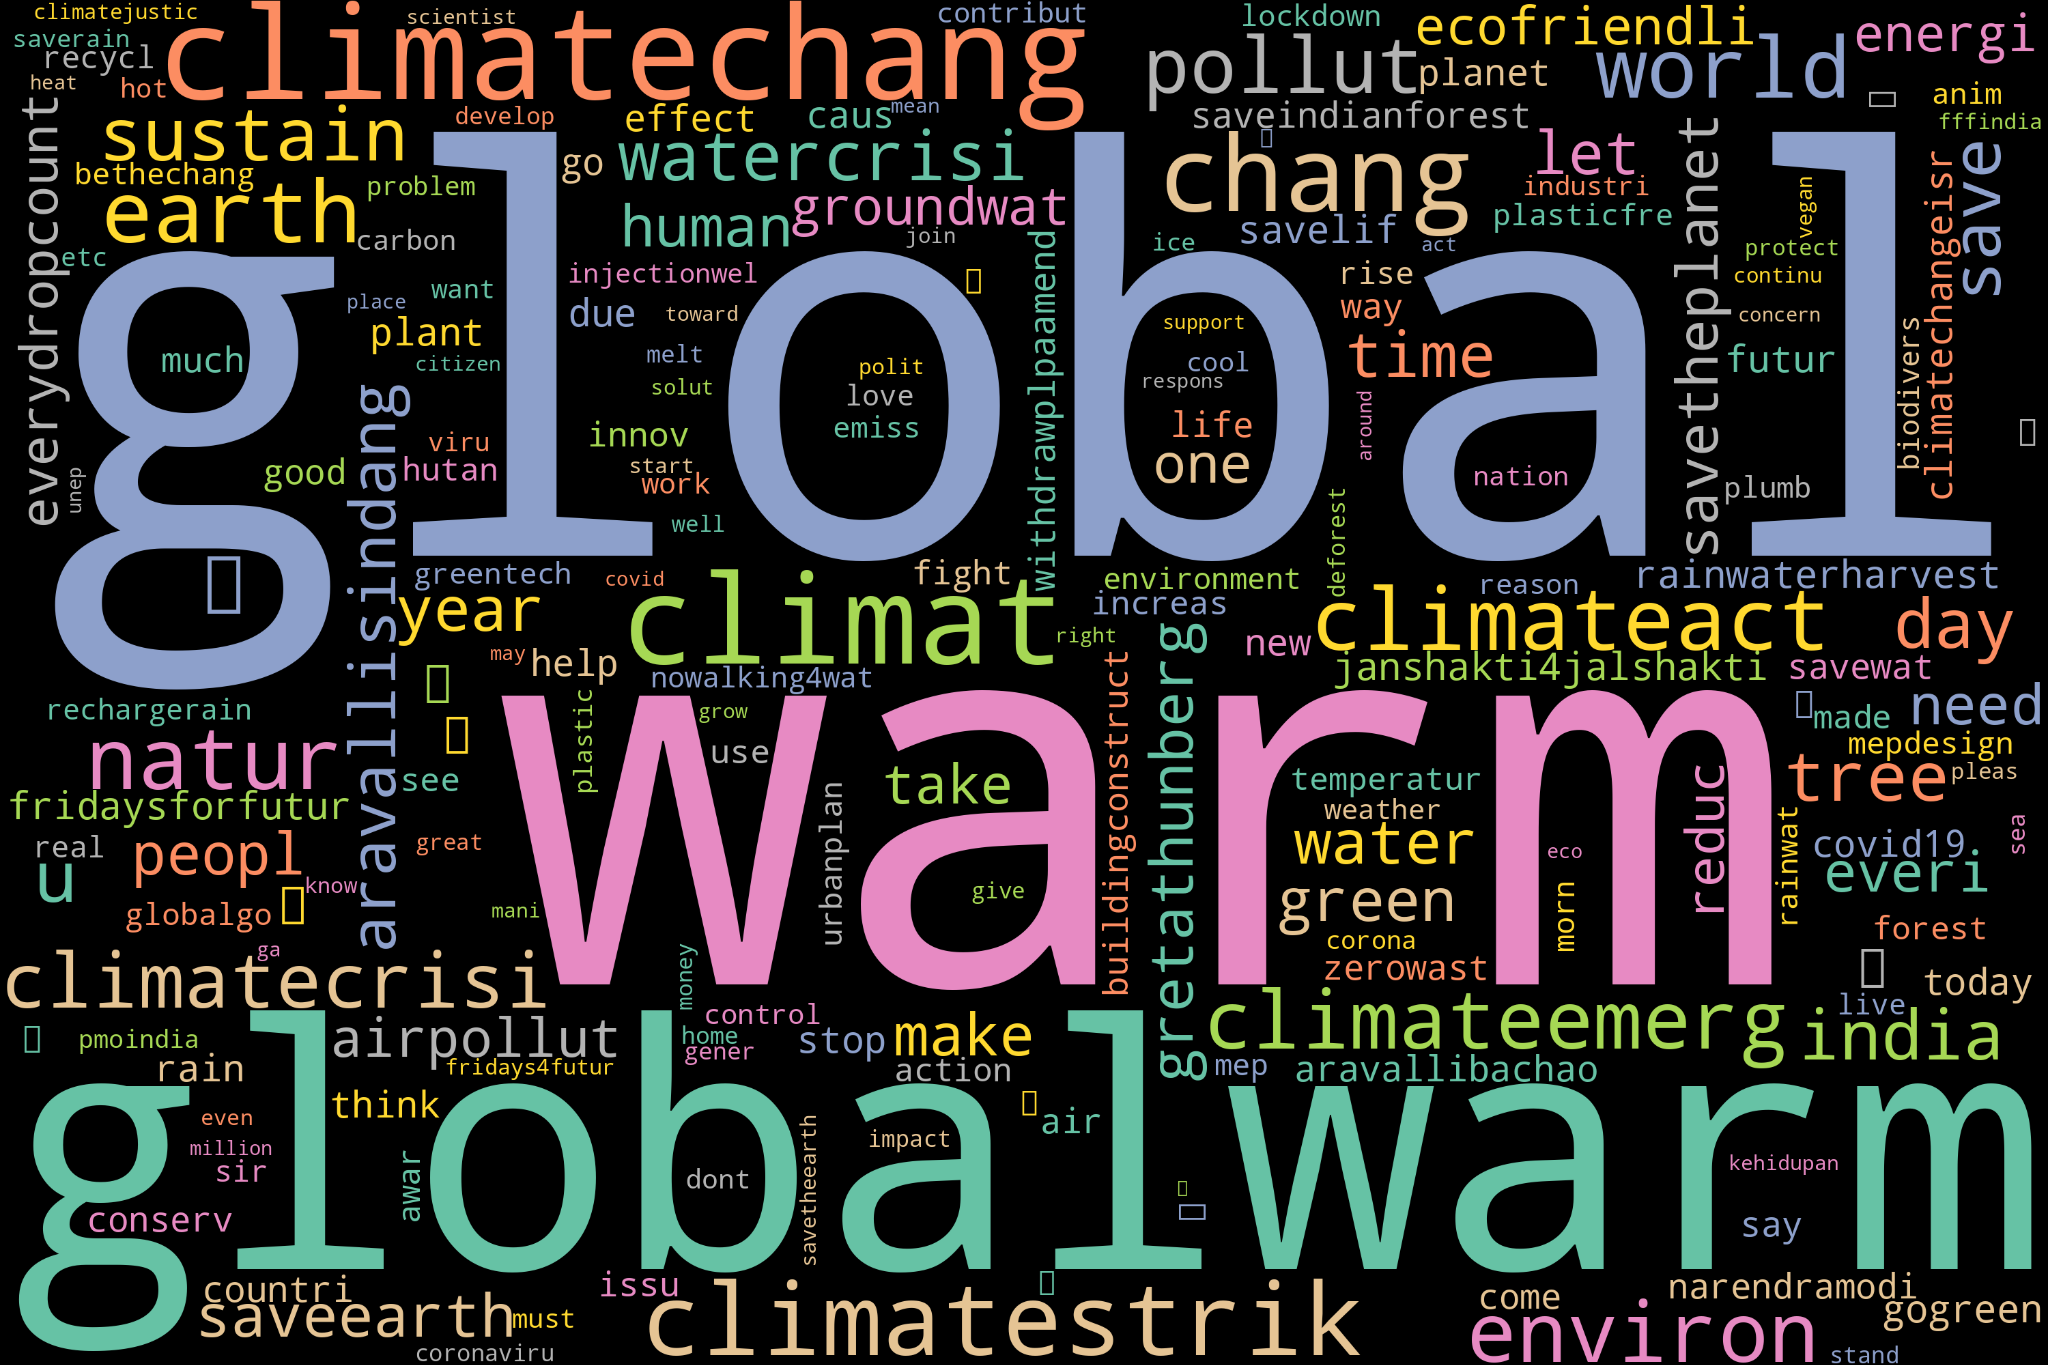 climatejustic
scientist
contribut
lockdown
ecofriendli
energi
saverain
recycl
climatechang
pollut
planet
world
heat
hot
everydropcount
sustain
develop
effect
caus
mean
saveindianforest
anim
fffindia
bethechang
problem
go
watercrisi
chang
let
savetheplanet
save
earth
human
groundwat
industri
plasticfre
vegan
climatechangeisr
etc
carbon
join
ice
savelif
act
protect
global
injectionwel
withdrawplpaamend
rise
continu
place
want
due
toward
way
concern
plant
support
time
biodivers
much
citizen
melt
polit
cool
futur
aravallisindang
solut
love
respons
around
viru
innov
emiss
life
good
hutan
start
one
nation
plumb
unep
work
well
deforest
greentech
covid
fight
environment
reason
rainwaterharvest
year
climat
increas
climateact
day
right
gretathunberg
new
may
help
nowalking4wat
buildingconstruct
janshakti4jalshakti
savewat
rechargerain
plastic
grow
warm
made
need
natur
use
mepdesign
see
take
temperatur
reduc
tree
pleas
fridaysforfutur
urbanplan
weather
rainwat
real
great
water
eco
covid19
sea
peopl
u
know
give
green
morn
everi
globalgo
mani
corona
forest
ga
money
zerowast
today
climatecrisi
control
climateemerg
live
pmoindia
airpollut
home
stop
make
india
rain
fridays4futur
gener
action
mep
aravallibachao
think
globalwarm
even
awar
savetheearth
impact
air
million
sir
dont
kehidupan
conserv
say
countri
issu
climatestrik
come
narendramodi
saveearth
must
environ
gogreen
coronaviru
stand